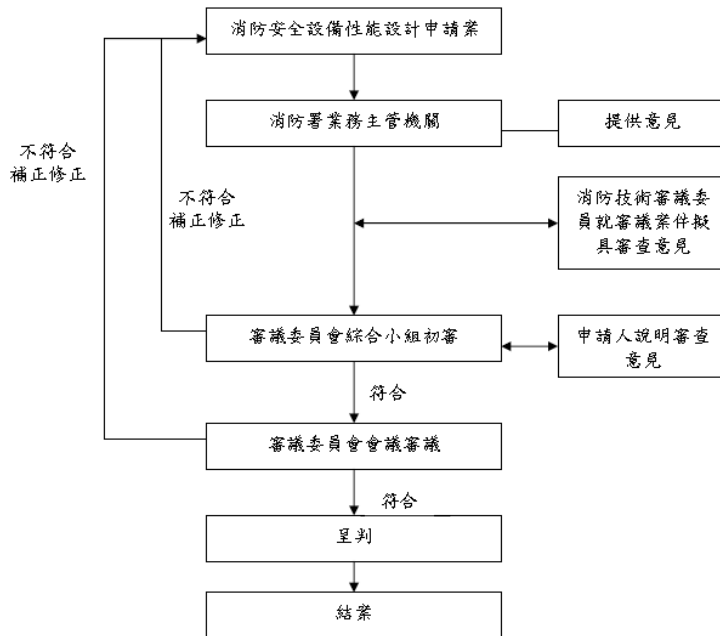 消防安全設備性能設計申請案
消防署業務主管機關
提供意見
不符合
補正修正
不符合
補正修正
消防技術審議委
員就審議案件擬
具審查意見
審議委員會綜合小組初審
申請人說明審查
意見
符合
審議委員會會議審議
符合
呈判
結案